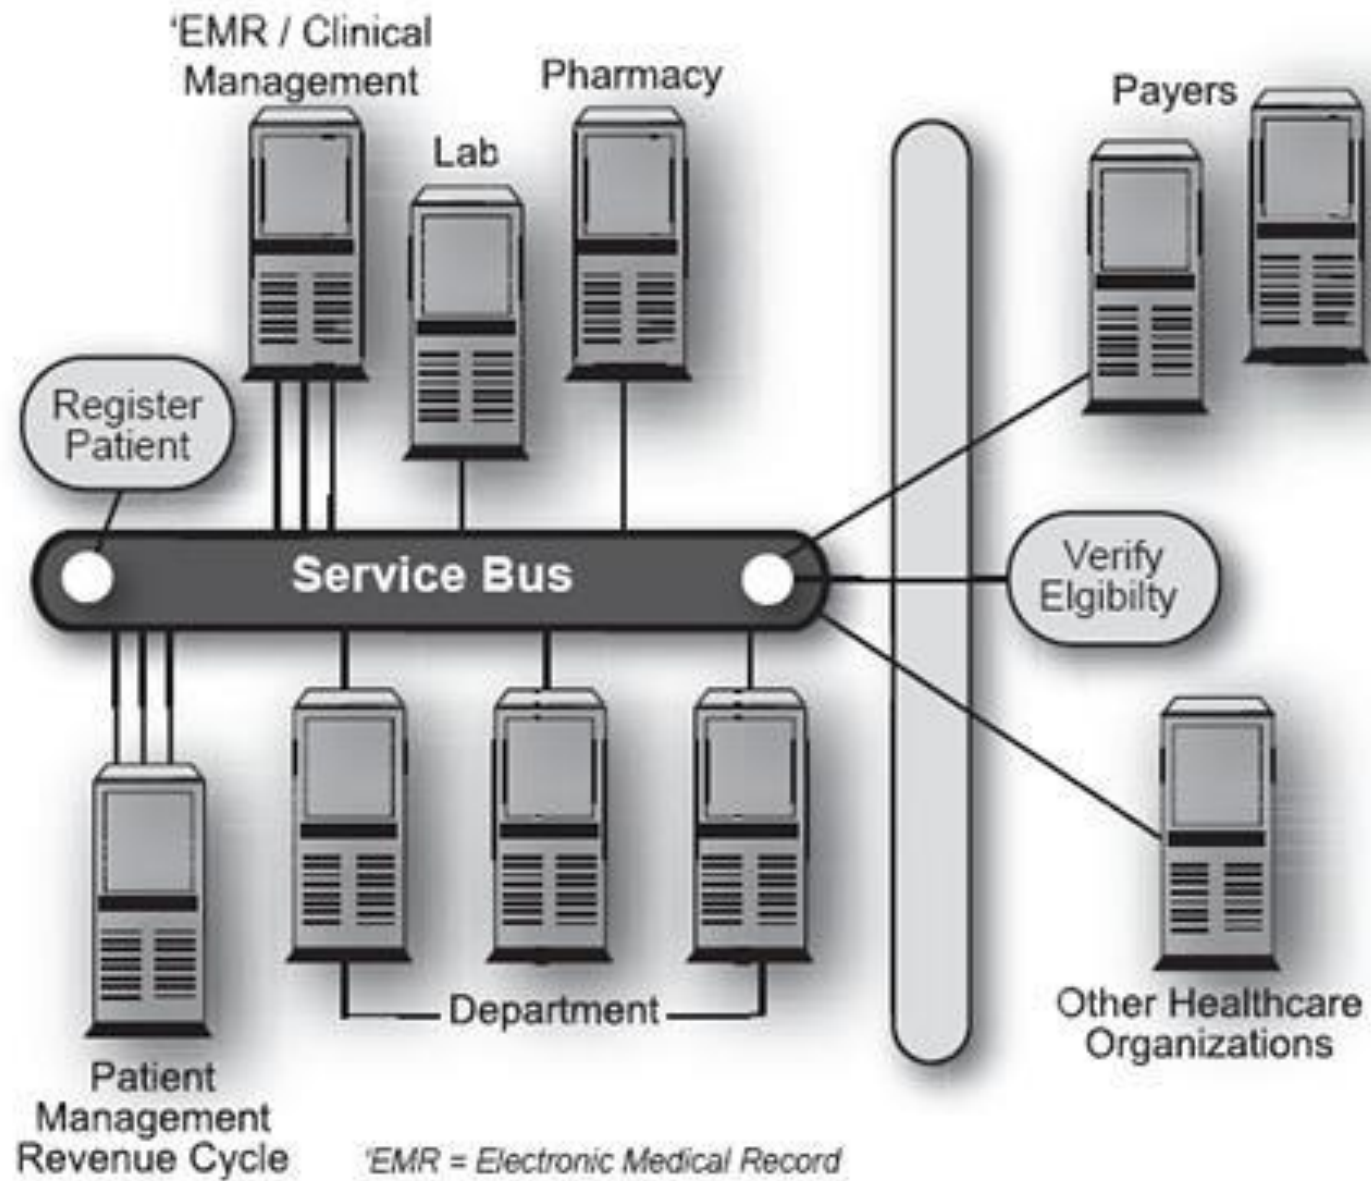 ‘EMR / Clinical
Management
Pharmacy
Payers
Lab
Register
Patient
Service Bus
Verify
Elgibilty
Department
Other Healthcare
Organizations
Patient
Management
Revenue Cycle
‘EMR = Electronic Medical Record